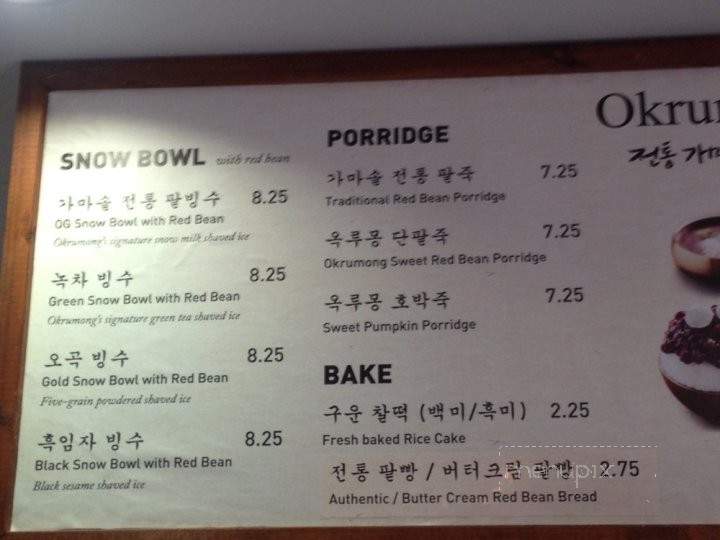 SNOW BOWL with red bean
가마솥 전통 팥빙수 8.25
OG Snow Bowl with Red Bean
Okrumong's signature snow milk shaved ice
녹차 빙수 8.25
Green Snow Bowl with Red Bean
Okrumong's signature green tea shaved ice
오곡 빙수 8.25
Gold Snow Bowl with Red Bean
Five-grain powdered shaved ice
흑임자 빙수 8.25
Black Snow Bowl with Red Bean
Black sesame shaved ice
PORRIDGE
가마솥 전통 팥죽 7.25
Traditional Red Bean Porridge
옥루몽 단팥죽 7.25
Okrumong Sweet Red Bean Porridge
옥루몽 호박죽 7.25
Sweet Pumpkin Porridge
BAKE
구운 찰떡 (백미/흑미) 2.25
Fresh baked Rice Cake
전통 팥빵 / 버터크림 팥빵 2.75
Authentic / Butter Cream Red Bean Bread
Okru
전통 가마
menupix